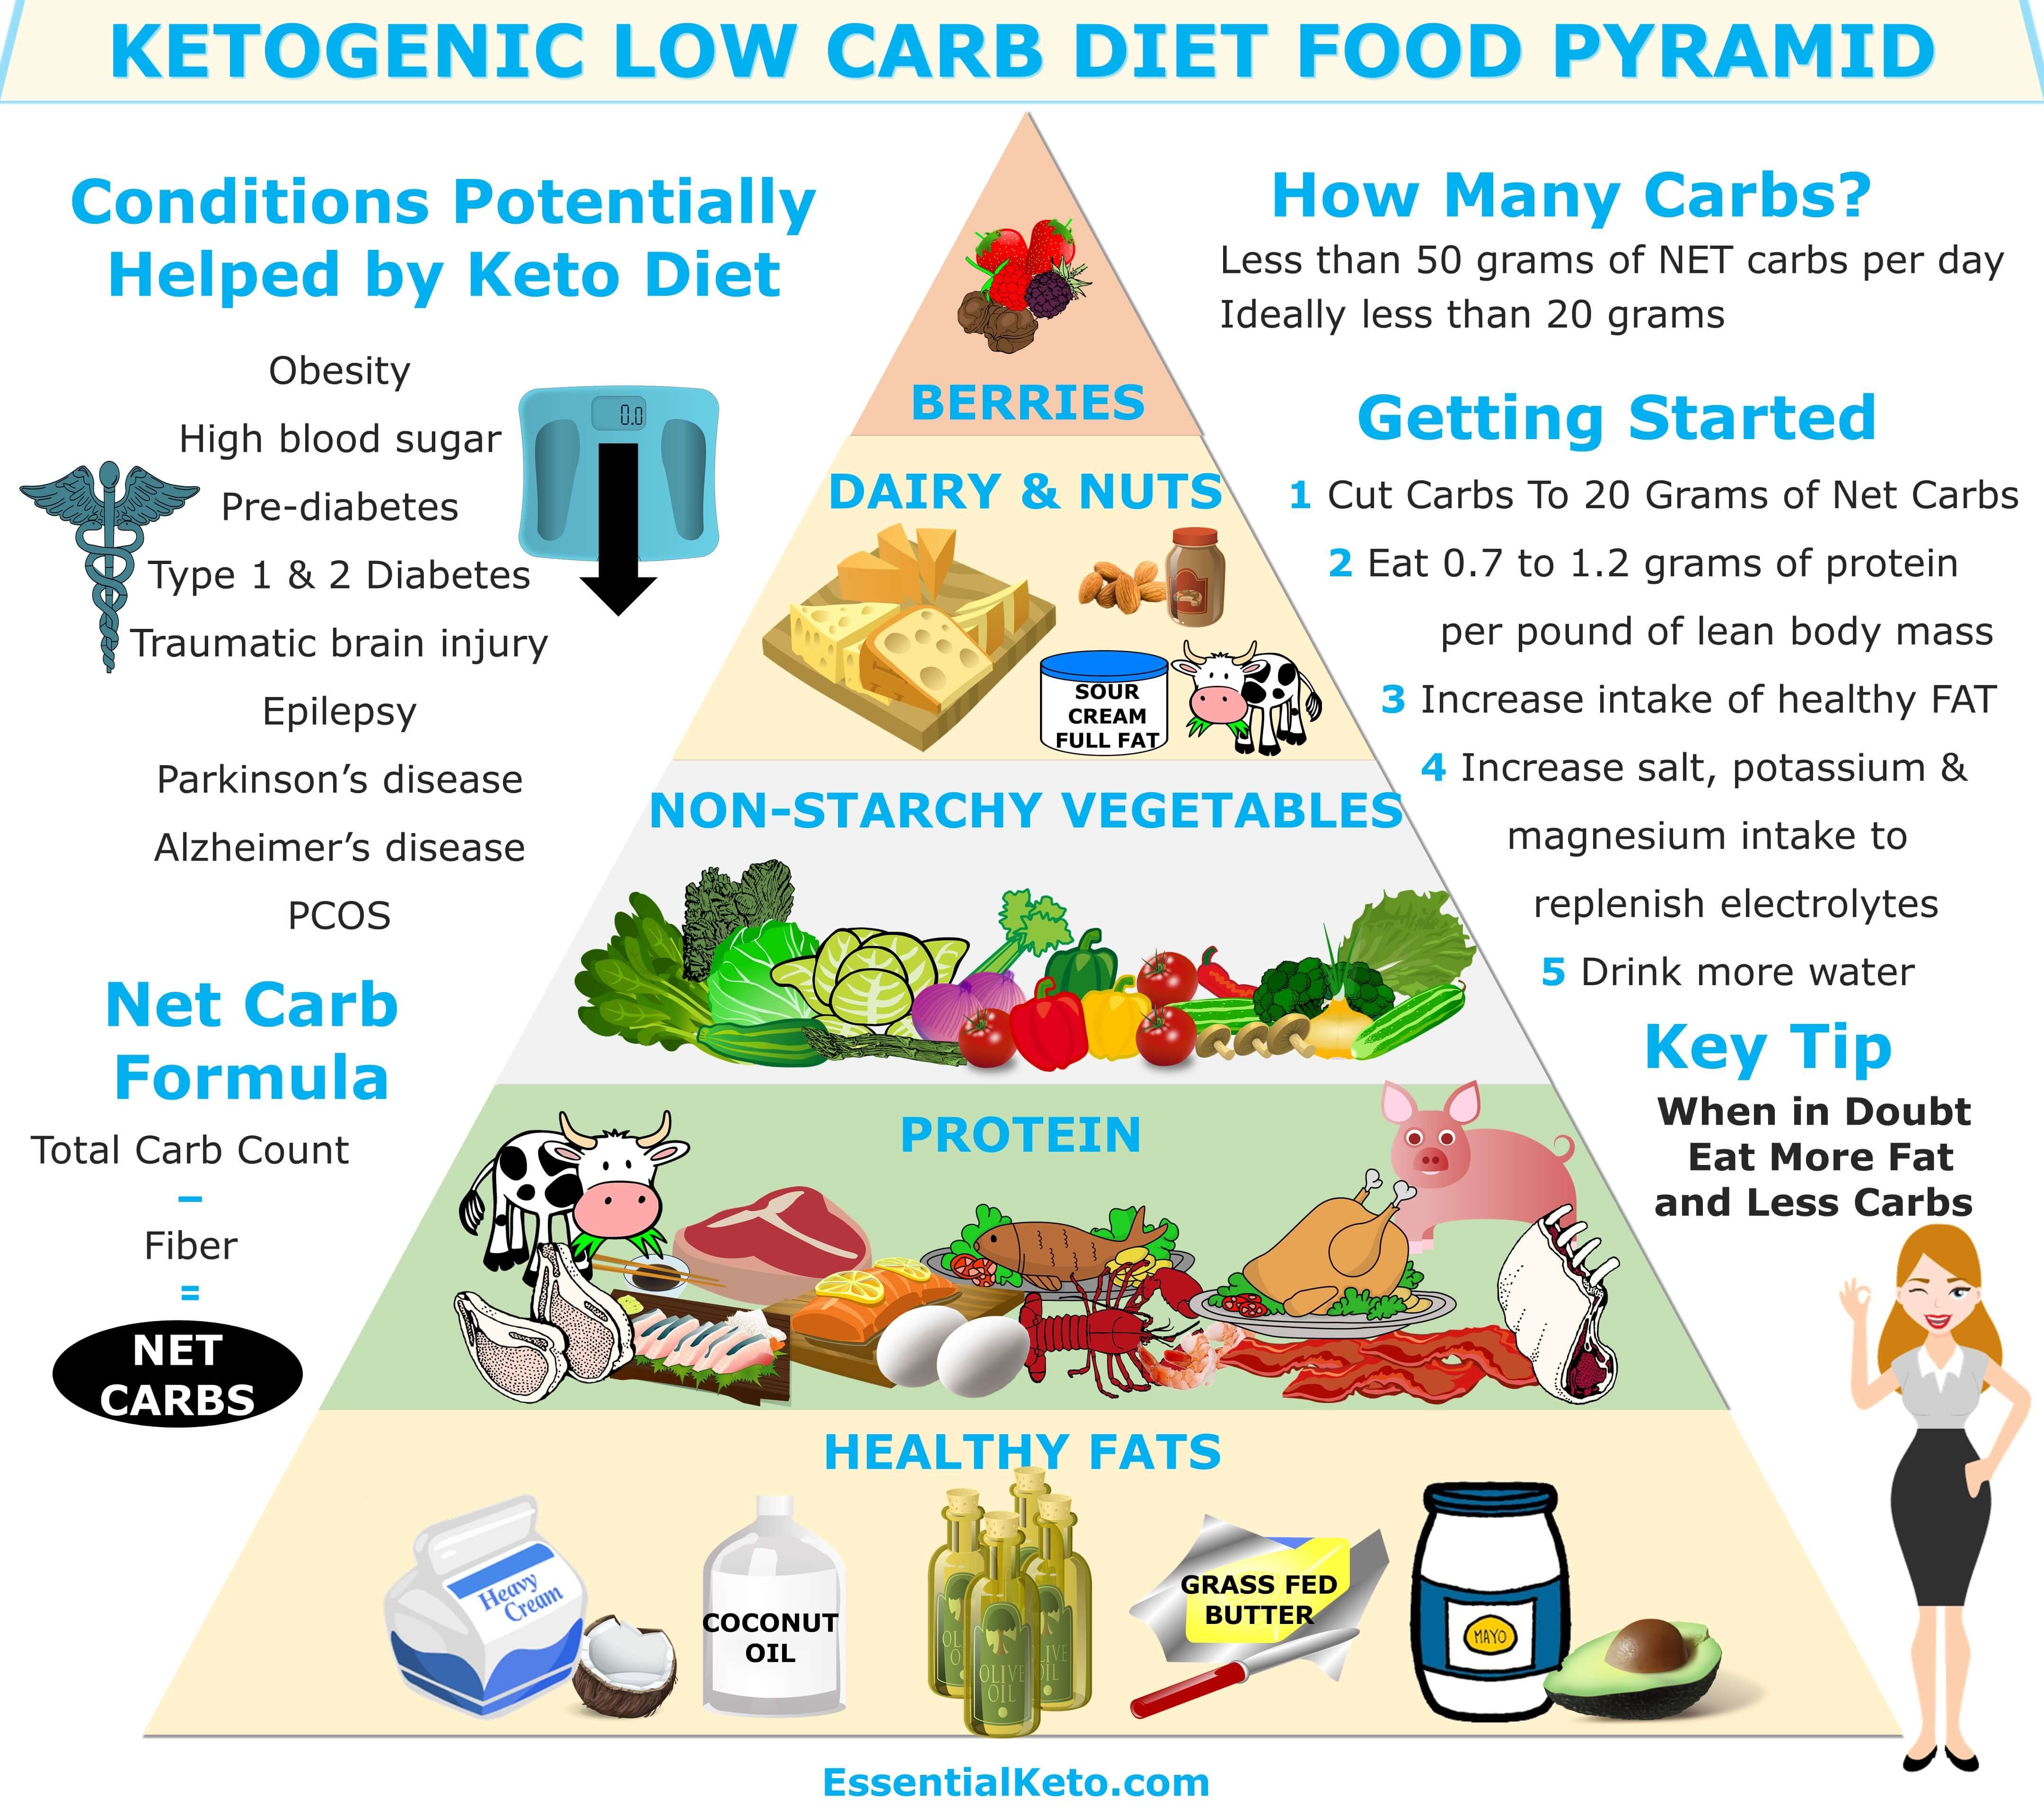 KETOGENIC LOW CARB DIET FOOD PYRAMID
Conditions Potentially
Helped by Keto Diet
Obesity
High blood sugar
Pre-diabetes
Type 1 & 2 Diabetes
Traumatic brain injury
Epilepsy
Parkinson’s disease
Alzheimer’s disease
PCOS
0.0
Net Carb
Formula
Total Carb Count
–
Fiber
=
NET
CARBS
BERRIES
DAIRY & NUTS
SOUR
CREAM
FULL FAT
NON-STARCHY VEGETABLES
PROTEIN
HEALTHY FATS
Heavy
Cream
COCONUT
OIL
OLIVE
OIL
GRASS FED
BUTTER
MAYO
How Many Carbs?
Less than 50 grams of NET carbs per day
Ideally less than 20 grams
Getting Started
1 Cut Carbs To 20 Grams of Net Carbs
2 Eat 0.7 to 1.2 grams of protein
per pound of lean body mass
3 Increase intake of healthy FAT
4 Increase salt, potassium &
magnesium intake to
replenish electrolytes
5 Drink more water
Key Tip
When in Doubt
Eat More Fat
and Less Carbs
EssentialKeto.com